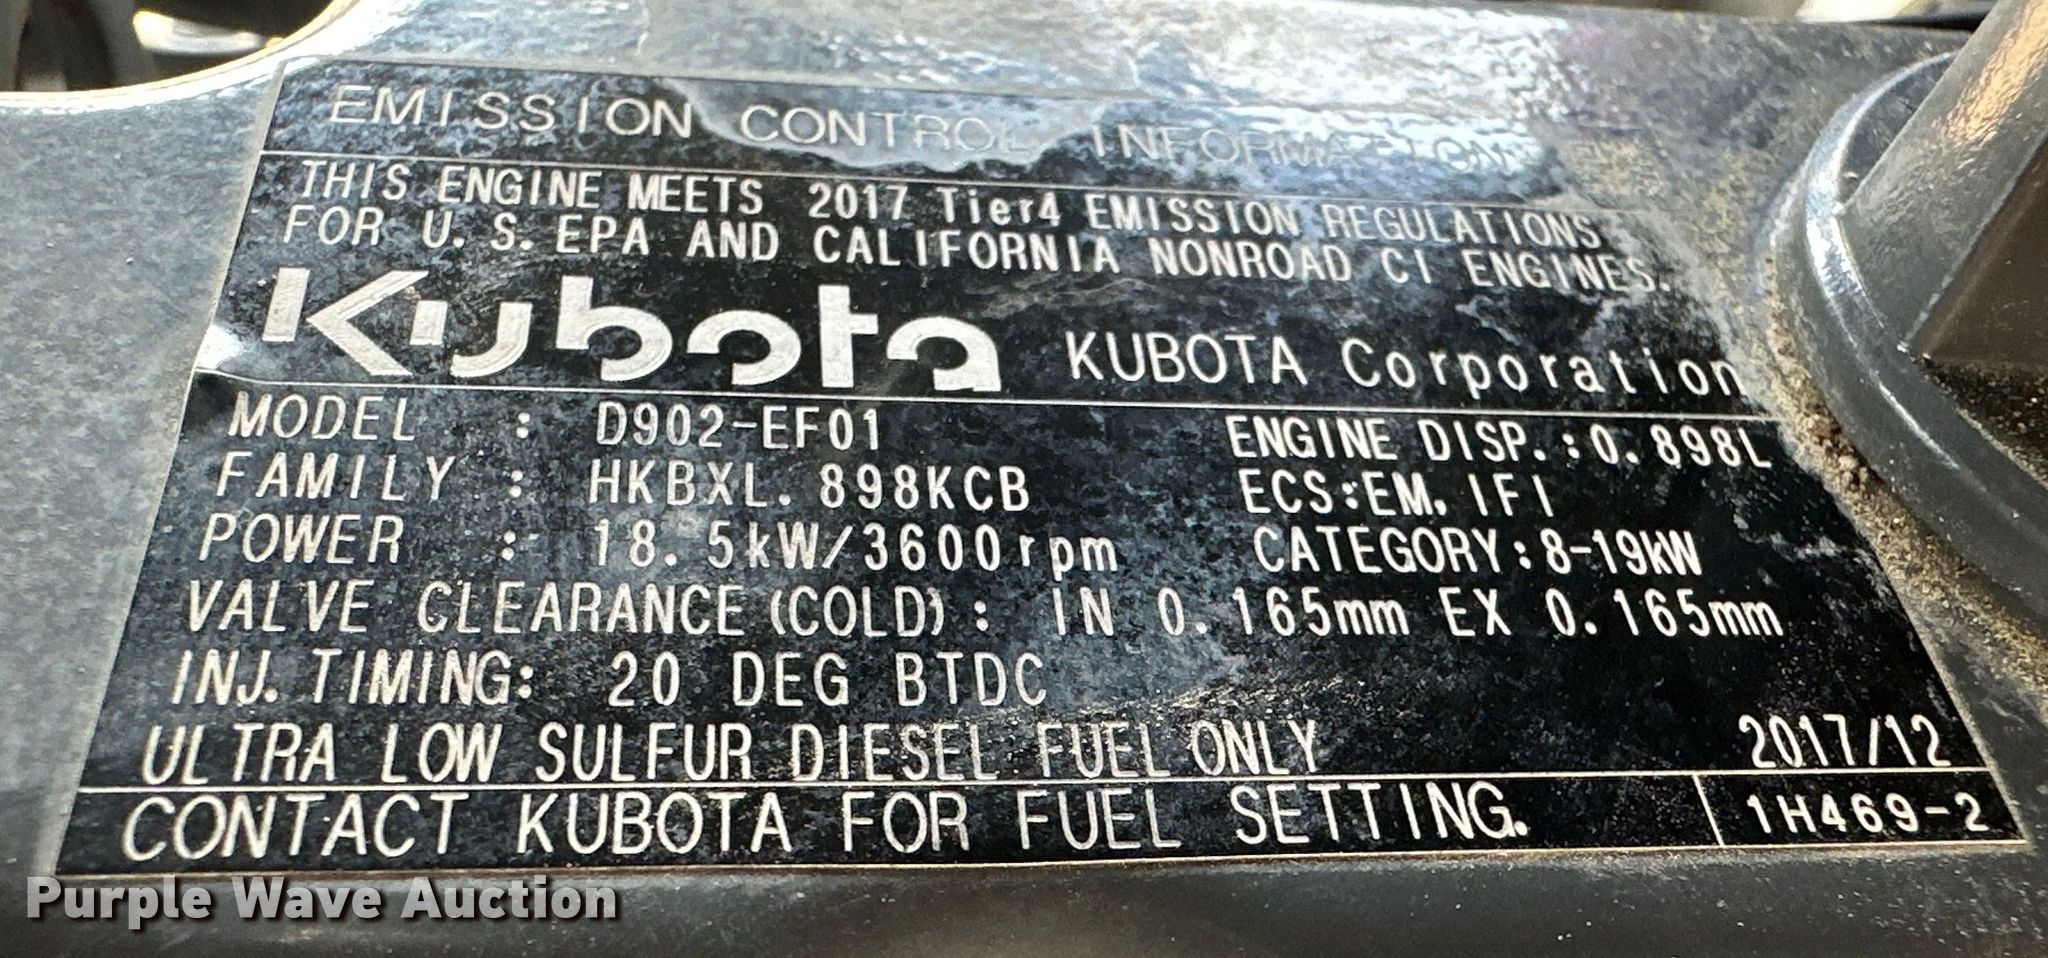 EMISSION CONTROL INFORMATION
THIS ENGINE MEETS 2017 Tier4 EMISSION REGULATIONS
FOR U.S. EPA AND CALIFORNIA NONROAD CI ENGINES.
Kubota KUBOTA Corporation
MODEL : D902-EF01 ENGINE DISP.:0.898L
FAMILY : HKBXL.898KCB ECS:EM, IFI
POWER : 18.5kW/3600rpm CATEGORY:8-19kW
VALVE CLEARANCE(COLD): IN 0.165mm EX 0.165mm
INJ. TIMING: 20 DEG BTDC
ULTRA LOW SULFUR DIESEL FUEL ONLY 2017/12
CONTACT KUBOTA FOR FUEL SETTING. 1H469-2
Purple Wave Auction